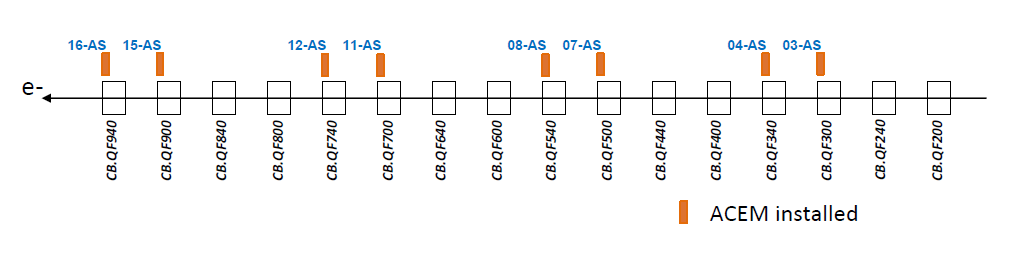 16-AS 15-AS 12-AS 11-AS 08-AS 07-AS 04-AS 03-AS
e-
CB.QF940
CB.QF900
CB.QF840
CB.QF800
CB.QF740
CB.QF700
CB.QF640
CB.QF600
CB.QF540
CB.QF500
CB.QF440
CB.QF400
CB.QF340
CB.QF300
CB.QF240
CB.QF200
ACEM installed